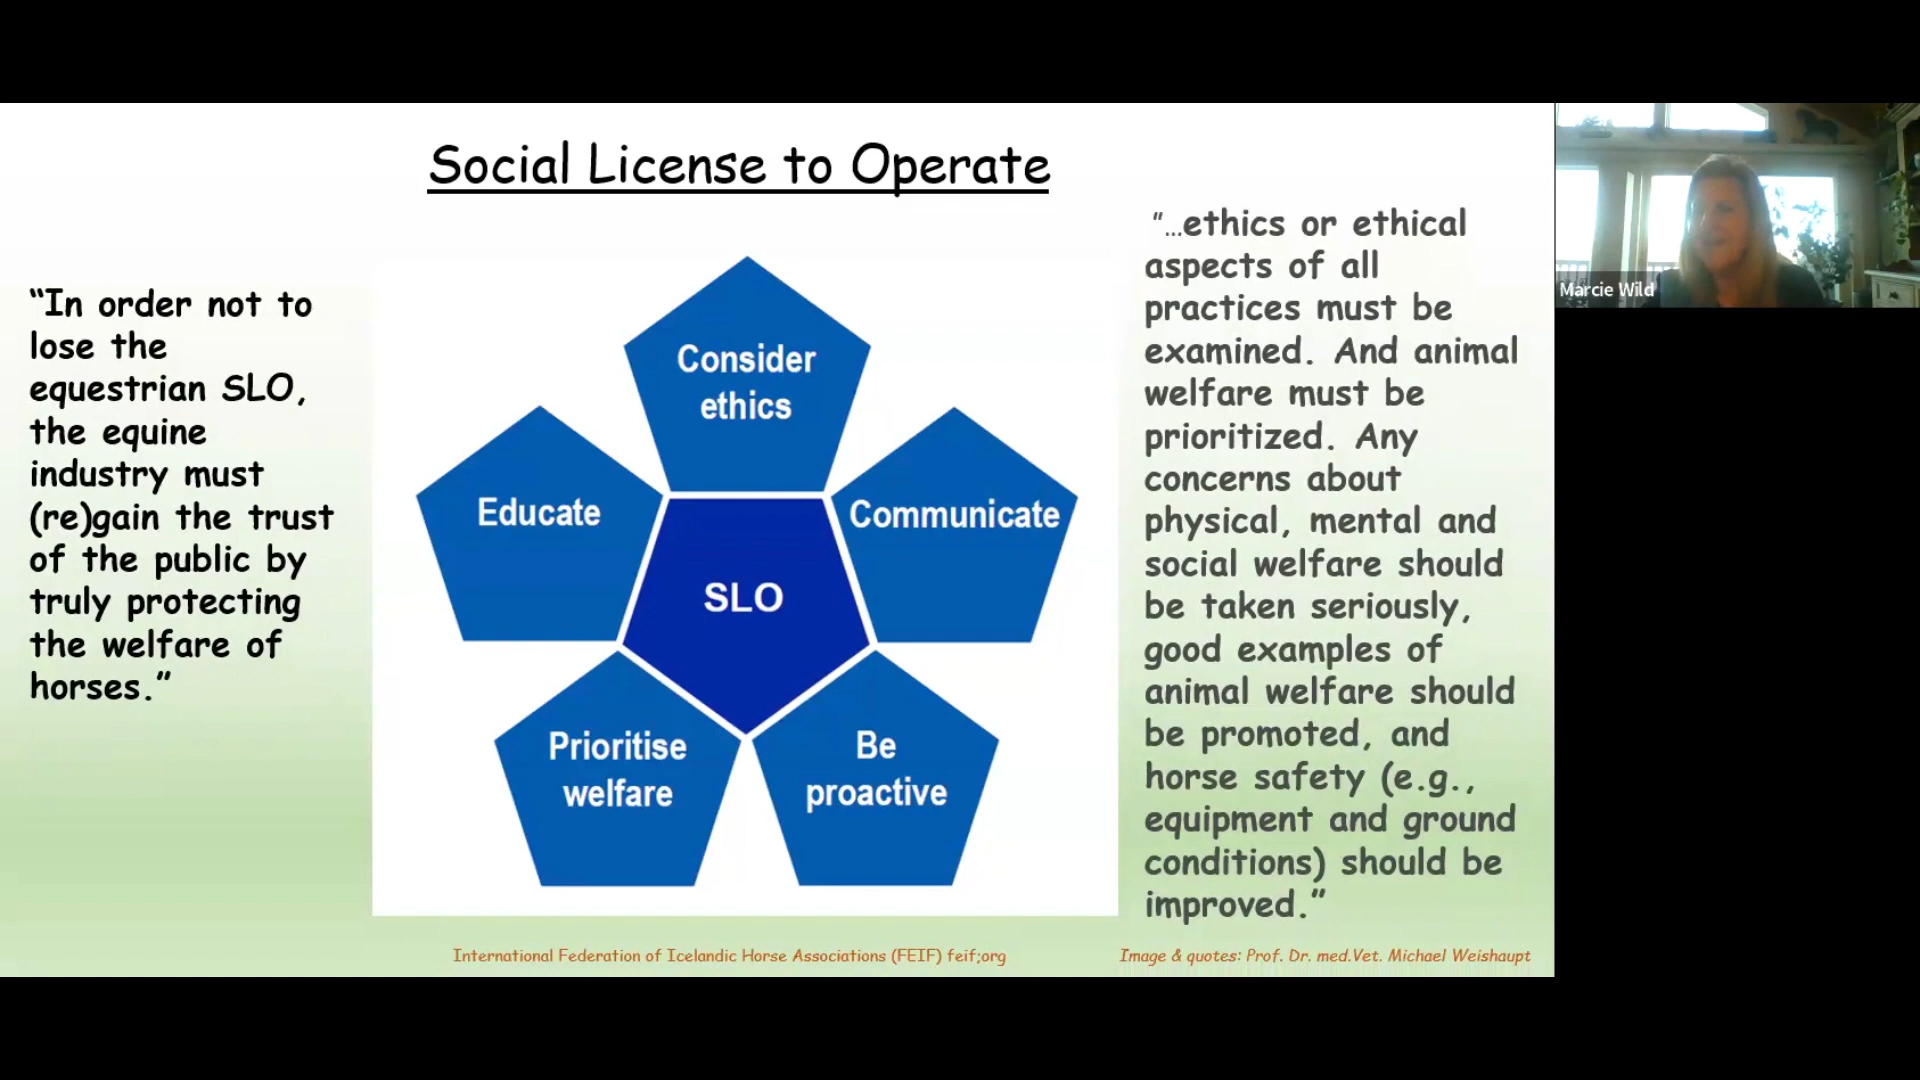 Social License to Operate
“In order not to
lose the
equestrian SLO,
the equine
industry must
(re)gain the trust
of the public by
truly protecting
the welfare of
horses.”
Consider
ethics
Educate
Communicate
SLO
Prioritise
welfare
Be
proactive
"…ethics or ethical
aspects of all
practices must be
examined. And animal
welfare must be
prioritized. Any
concerns about
physical, mental and
social welfare should
be taken seriously,
good examples of
animal welfare should
be promoted, and
horse safety (e.g.,
equipment and ground
conditions) should be
improved.”
International Federation of Icelandic Horse Associations (FEIF) feif;org
Image & quotes: Prof. Dr. med.Vet. Michael Weishaupt
Marcie Wild